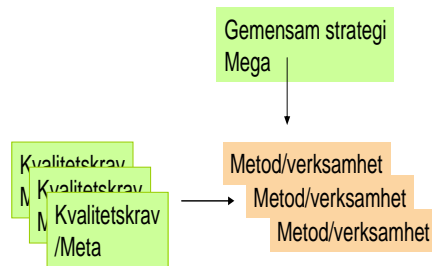 Gemensam strategi
Mega
Kvalitetskrav
M
Kvalitetskrav
M
Kvalitetskrav
/Meta
Metod/verksamhet
Metod/verksamhet
Metod/verksamhet